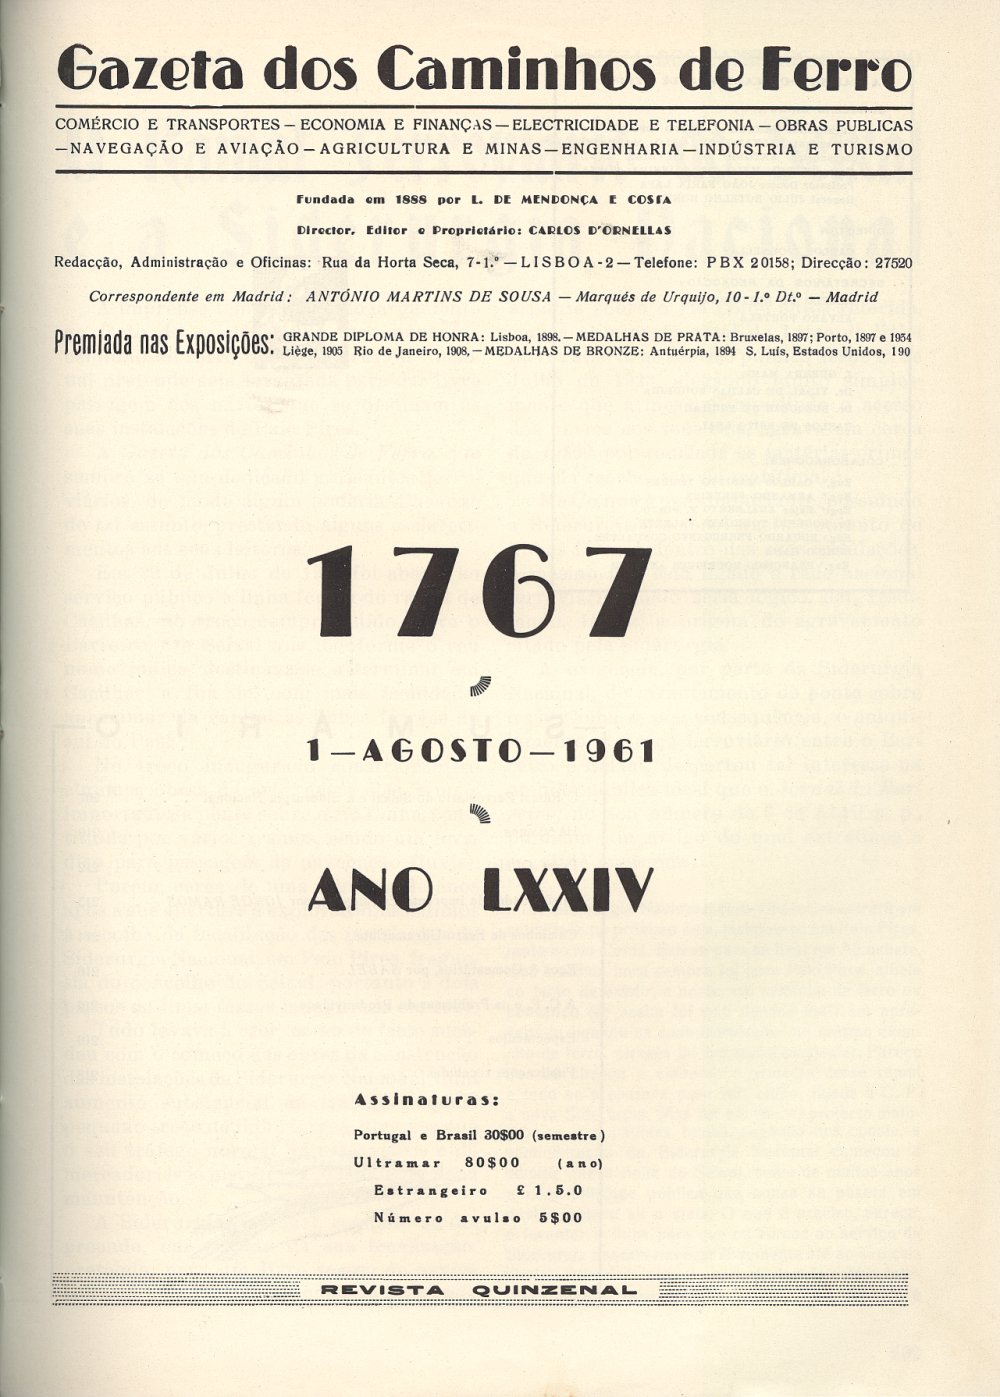 Gazeta dos Caminhos de Ferro
COMÉRCIO E TRANSPORTES — ECONOMIA E FINANÇAS — ELECTRICIDADE E TELEFONIA — OBRAS PUBLICAS
—NAVEGAÇÃO E AVIAÇÃO — AGRICULTURA E MINAS — ENGENHARIA — INDÚSTRIA E TURISMO
Fundada em 1888 por L. DE MENDONÇA E COSTA
Director, Editor e Proprietário: CARLOS D'ORNELLAS
Redacção, Administração e Oficinas: Rua da Horta Seca, 7-1.º — LISBOA-2 — Telefone: PBX 20158; Direcção: 27520
Correspondente em Madrid: ANTÓNIO MARTINS DE SOUSA — Marqués de Urquijo, 10-1.º Dt.º — Madrid
Premiada nas Exposições: GRANDE DIPLOMA DE HONRA: Lisboa, 1898. — MEDALHAS DE PRATA: Bruxelas, 1897; Porto, 1897 e 1934
Liège, 1905 Rio de Janeiro, 1908, — MEDALHAS DE BRONZE: Antuérpia, 1894 S. Luís, Estados Unidos, 190
1767
1—AGOSTO—1961
ANO LXXIV
Assinaturas:
Portugal e Brasil 30$00 (semestre)
Ultramar 80$00 (ano)
Estrangeiro £ 1.5.0
Número avulso 5$00
REVISTA QUINZENAL